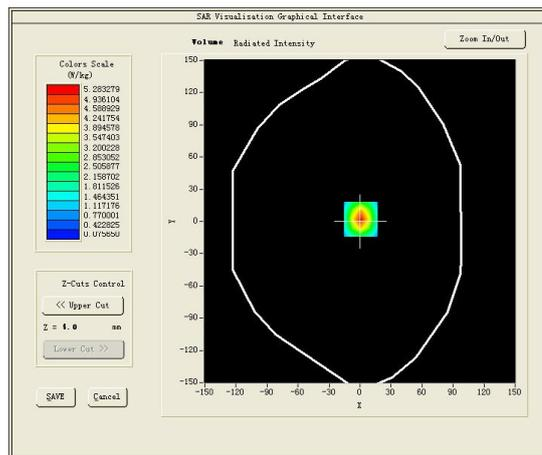 SAR Visualisation Graphical Interface
Volume Radiated Intensity
Zoom In/Out
Colors Scale
(W/kg)
5.283279
4.936104
4.588929
4.241754
3.894578
3.547403
3.200228
2.853052
2.505877
2.158702
1.811526
1.464351
1.117176
0.770001
0.422825
0.075650
Z-Cuts Control
<< Upper Cut
Z = 4.0 mm
Lower Cut >>
SAVE Cancel
150
120
90
60
30
0
-30
-60
-90
-120
-150
Y
-150 -120 -90 -60 -30 0 30 60 90 120 150
X